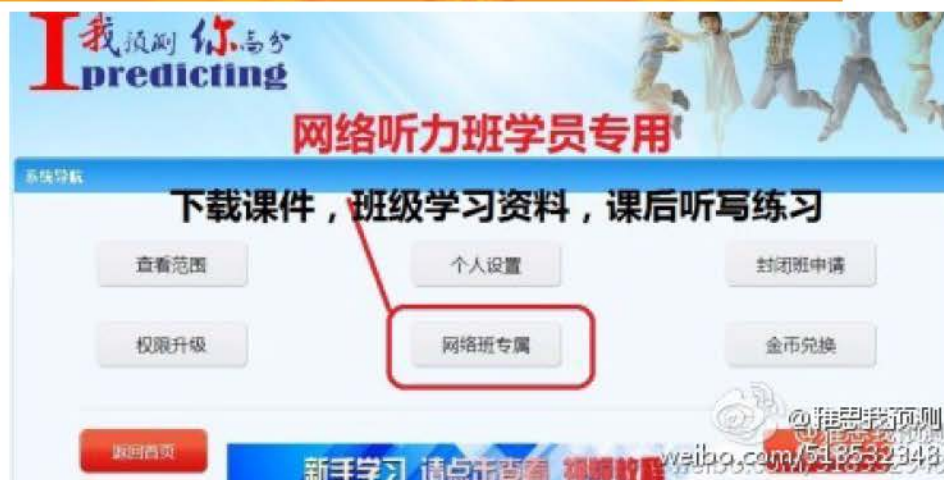 我预测 你高分
I predicting
网络听力班学员专用
系统导航
下载课件，班级学习资料，课后听写练习
查看范围
个人设置
封闭班申请
权限升级
网络班专属
金币兑换
返回首页
新手学习 请点击查看 视频教程
@雅思我预测
weibo.com/518532348